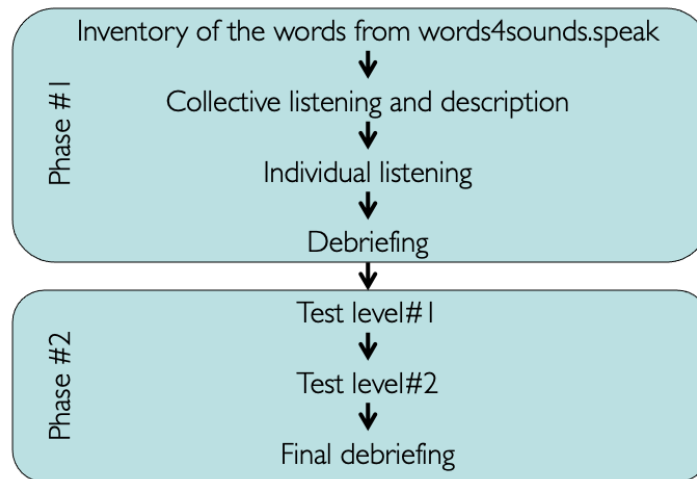 Phase #1
Inventory of the words from words4sounds.speak
Collective listening and description
Individual listening
Debriefing
Phase #2
Test level#1
Test level#2
Final debriefing